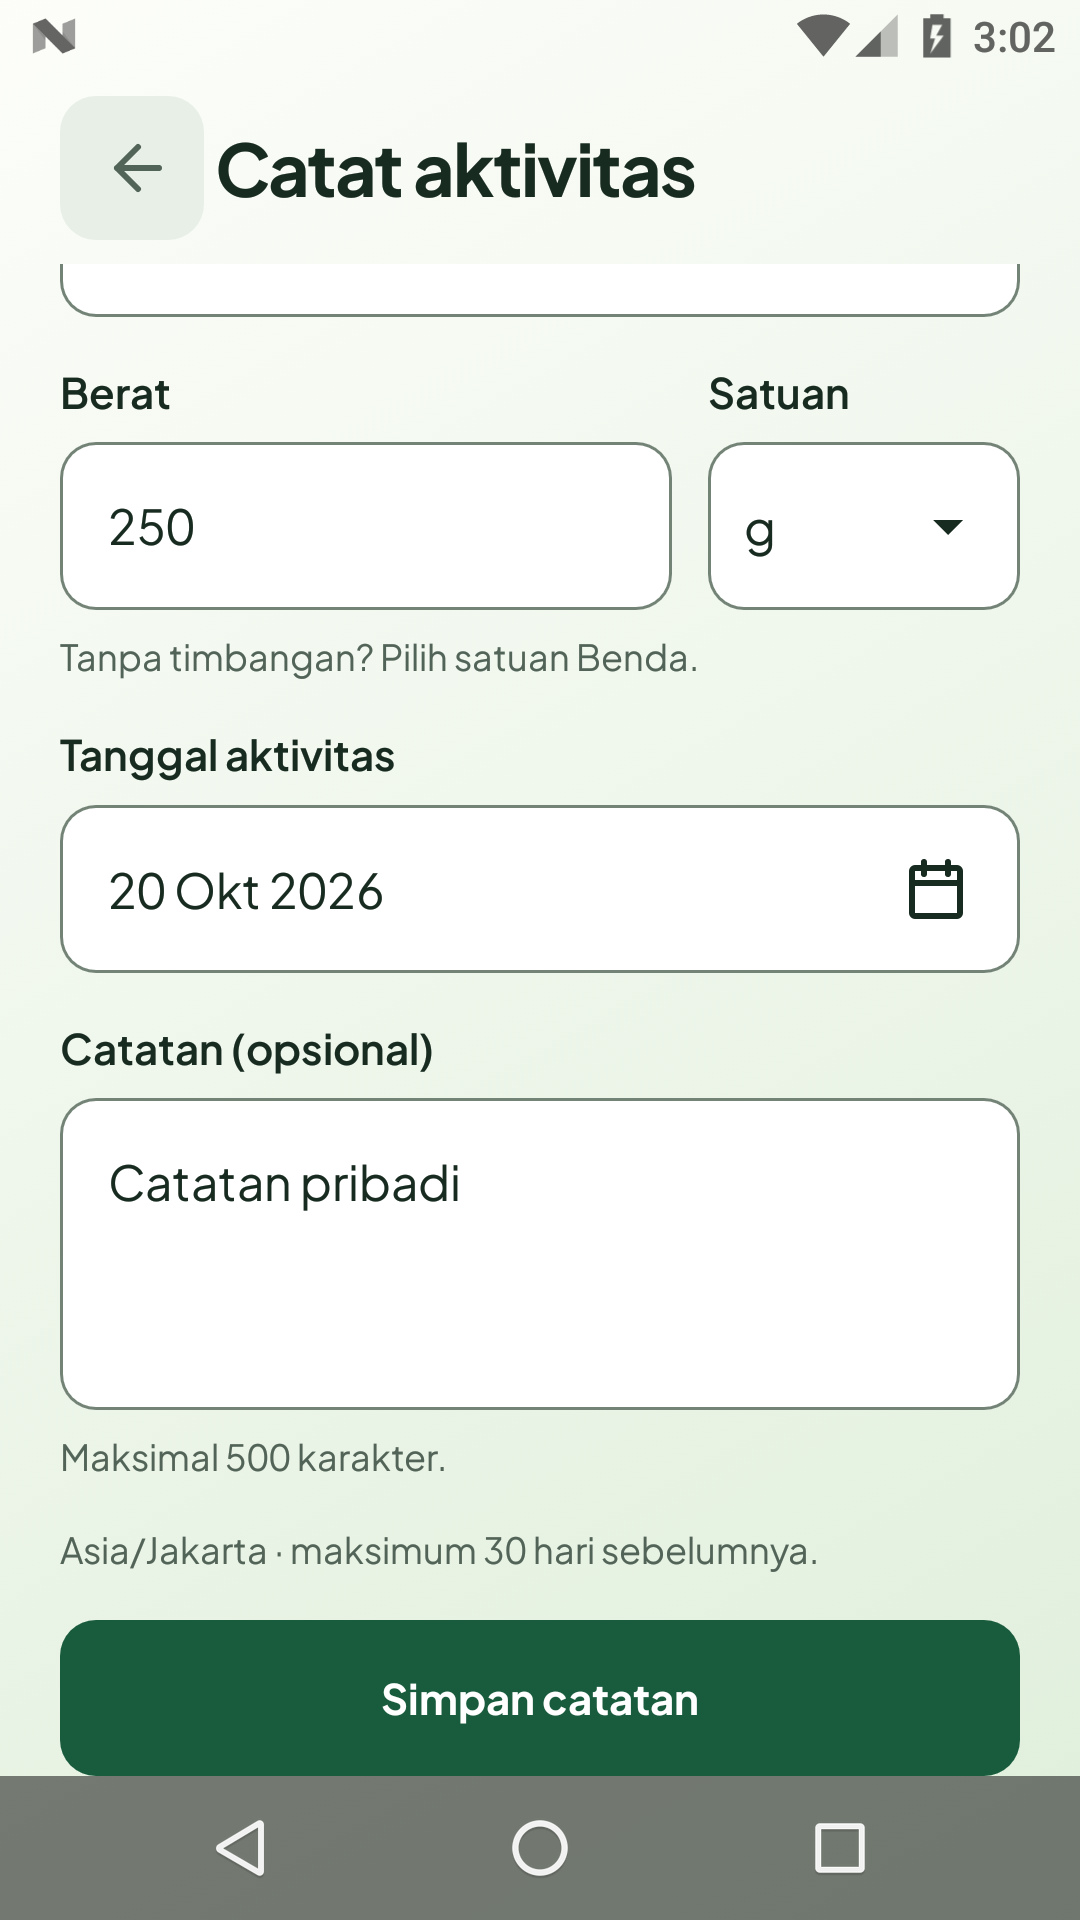 3:02
Catat aktivitas
Berat
Satuan
250
g
Tanpa timbangan? Pilih satuan Benda.
Tanggal aktivitas
20 Okt 2026
Catatan (opsional)
Catatan pribadi
Maksimal 500 karakter.
Asia/Jakarta · maksimum 30 hari sebelumnya.
Simpan catatan